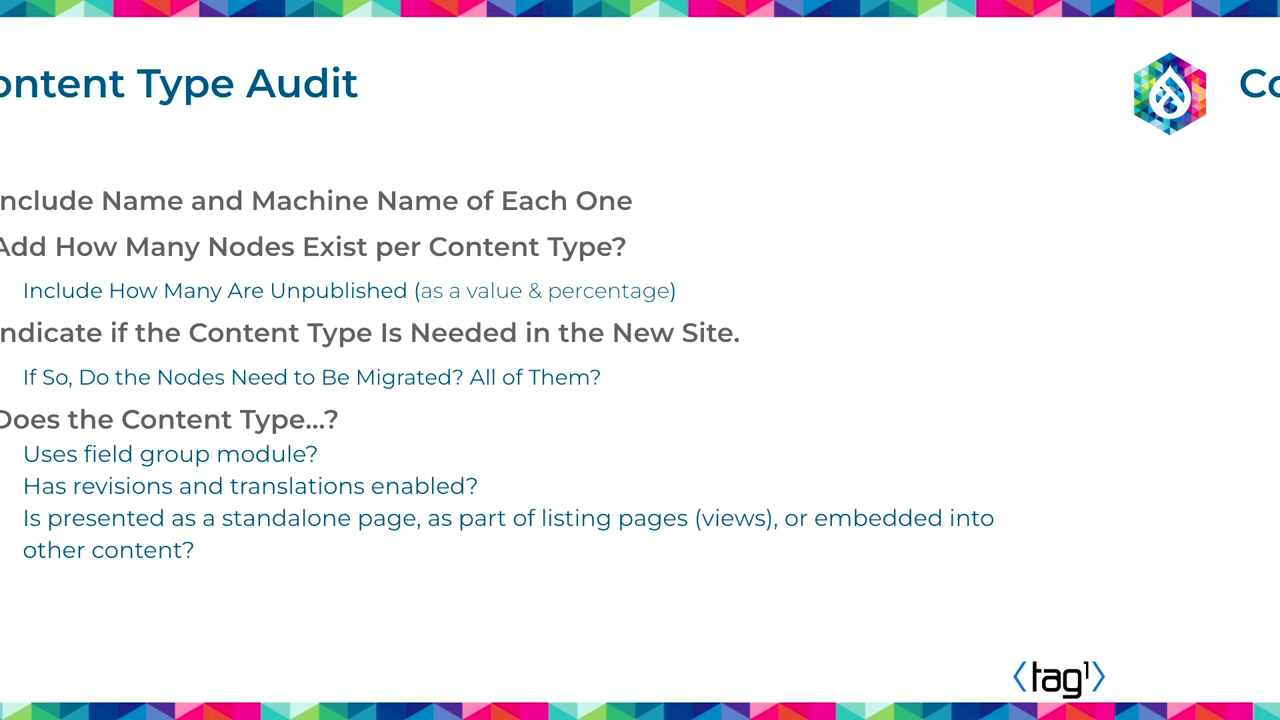 ontent Type Audit
Co
nclude Name and Machine Name of Each One
Add How Many Nodes Exist per Content Type?
Include How Many Are Unpublished (as a value & percentage)
ndicate if the Content Type Is Needed in the New Site.
If So, Do the Nodes Need to Be Migrated? All of Them?
Does the Content Type...?
Uses field group module?
Has revisions and translations enabled?
Is presented as a standalone page, as part of listing pages (views), or embedded into
other content?
⟨tag1⟩